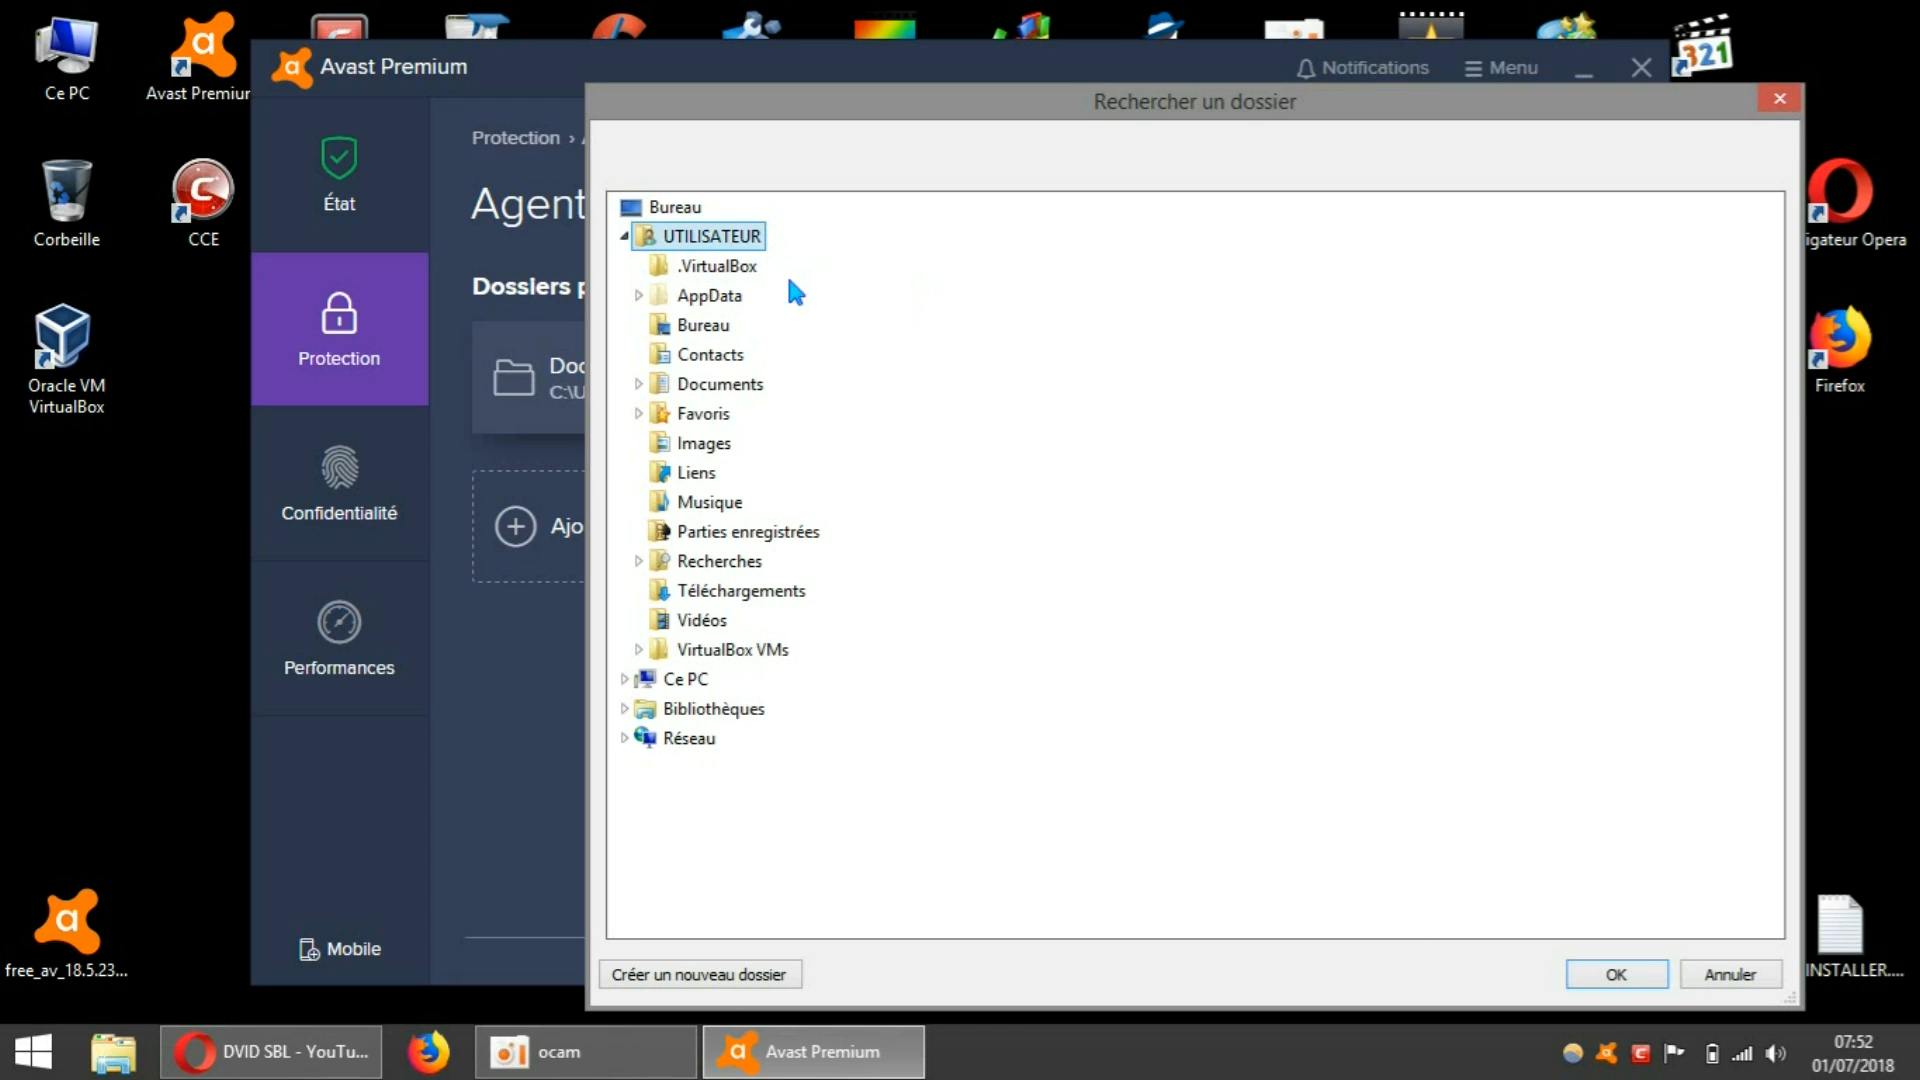 Ce PC
Avast Premiur
Corbeille
CCE
Oracle VM
VirtualBox
free_av_18.5.23...
321
igateur Opera
Firefox
INSTALLER....
Avast Premium
Notifications
Menu
État
Protection
Confidentialité
Performances
Mobile
Protection ›
Agent
Dossiers p
Doc
C:\U
Ajo
Rechercher un dossier
Bureau
UTILISATEUR
.VirtualBox
AppData
Bureau
Contacts
Documents
Favoris
Images
Liens
Musique
Parties enregistrées
Recherches
Téléchargements
Vidéos
VirtualBox VMs
Ce PC
Bibliothèques
Réseau
Créer un nouveau dossier
OK
Annuler
DVID SBL - YouTu...
ocam
Avast Premium
07:52
01/07/2018